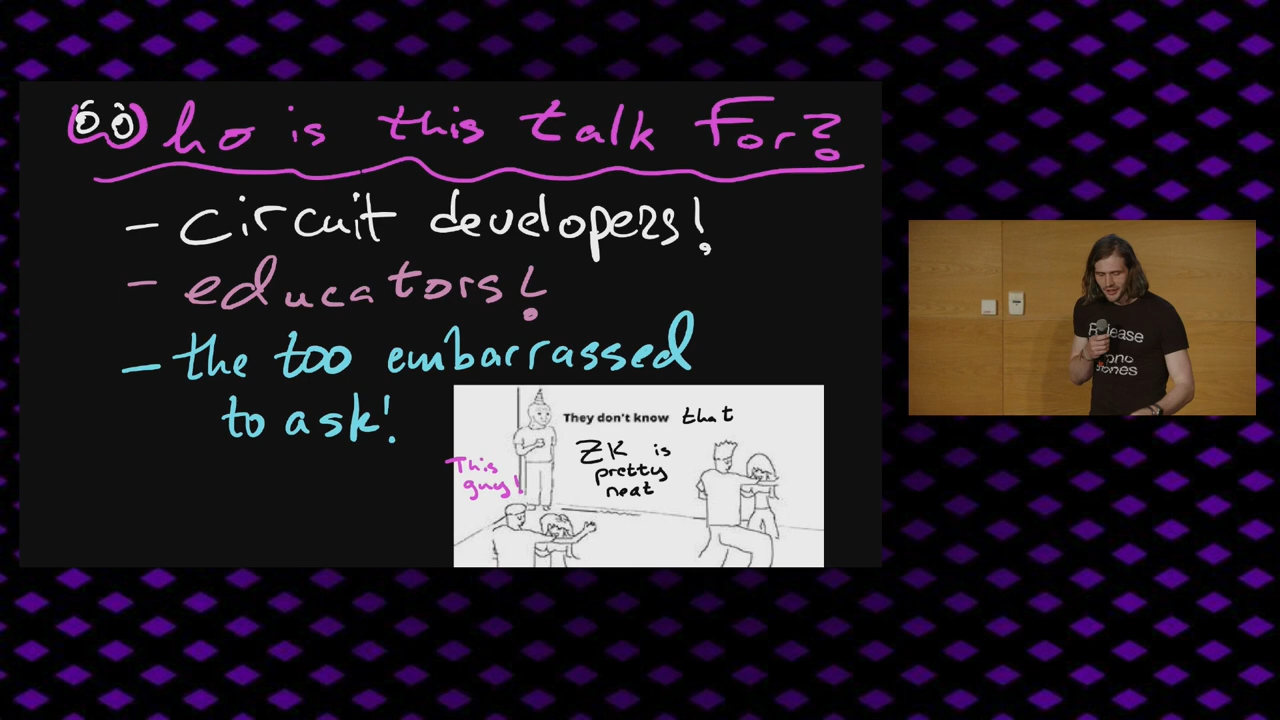 Who is this talk for?
- circuit developers!
- educators!
- the too embarrassed
to ask!
They don't know that
ZK is
pretty
neat
This
guy!
Release